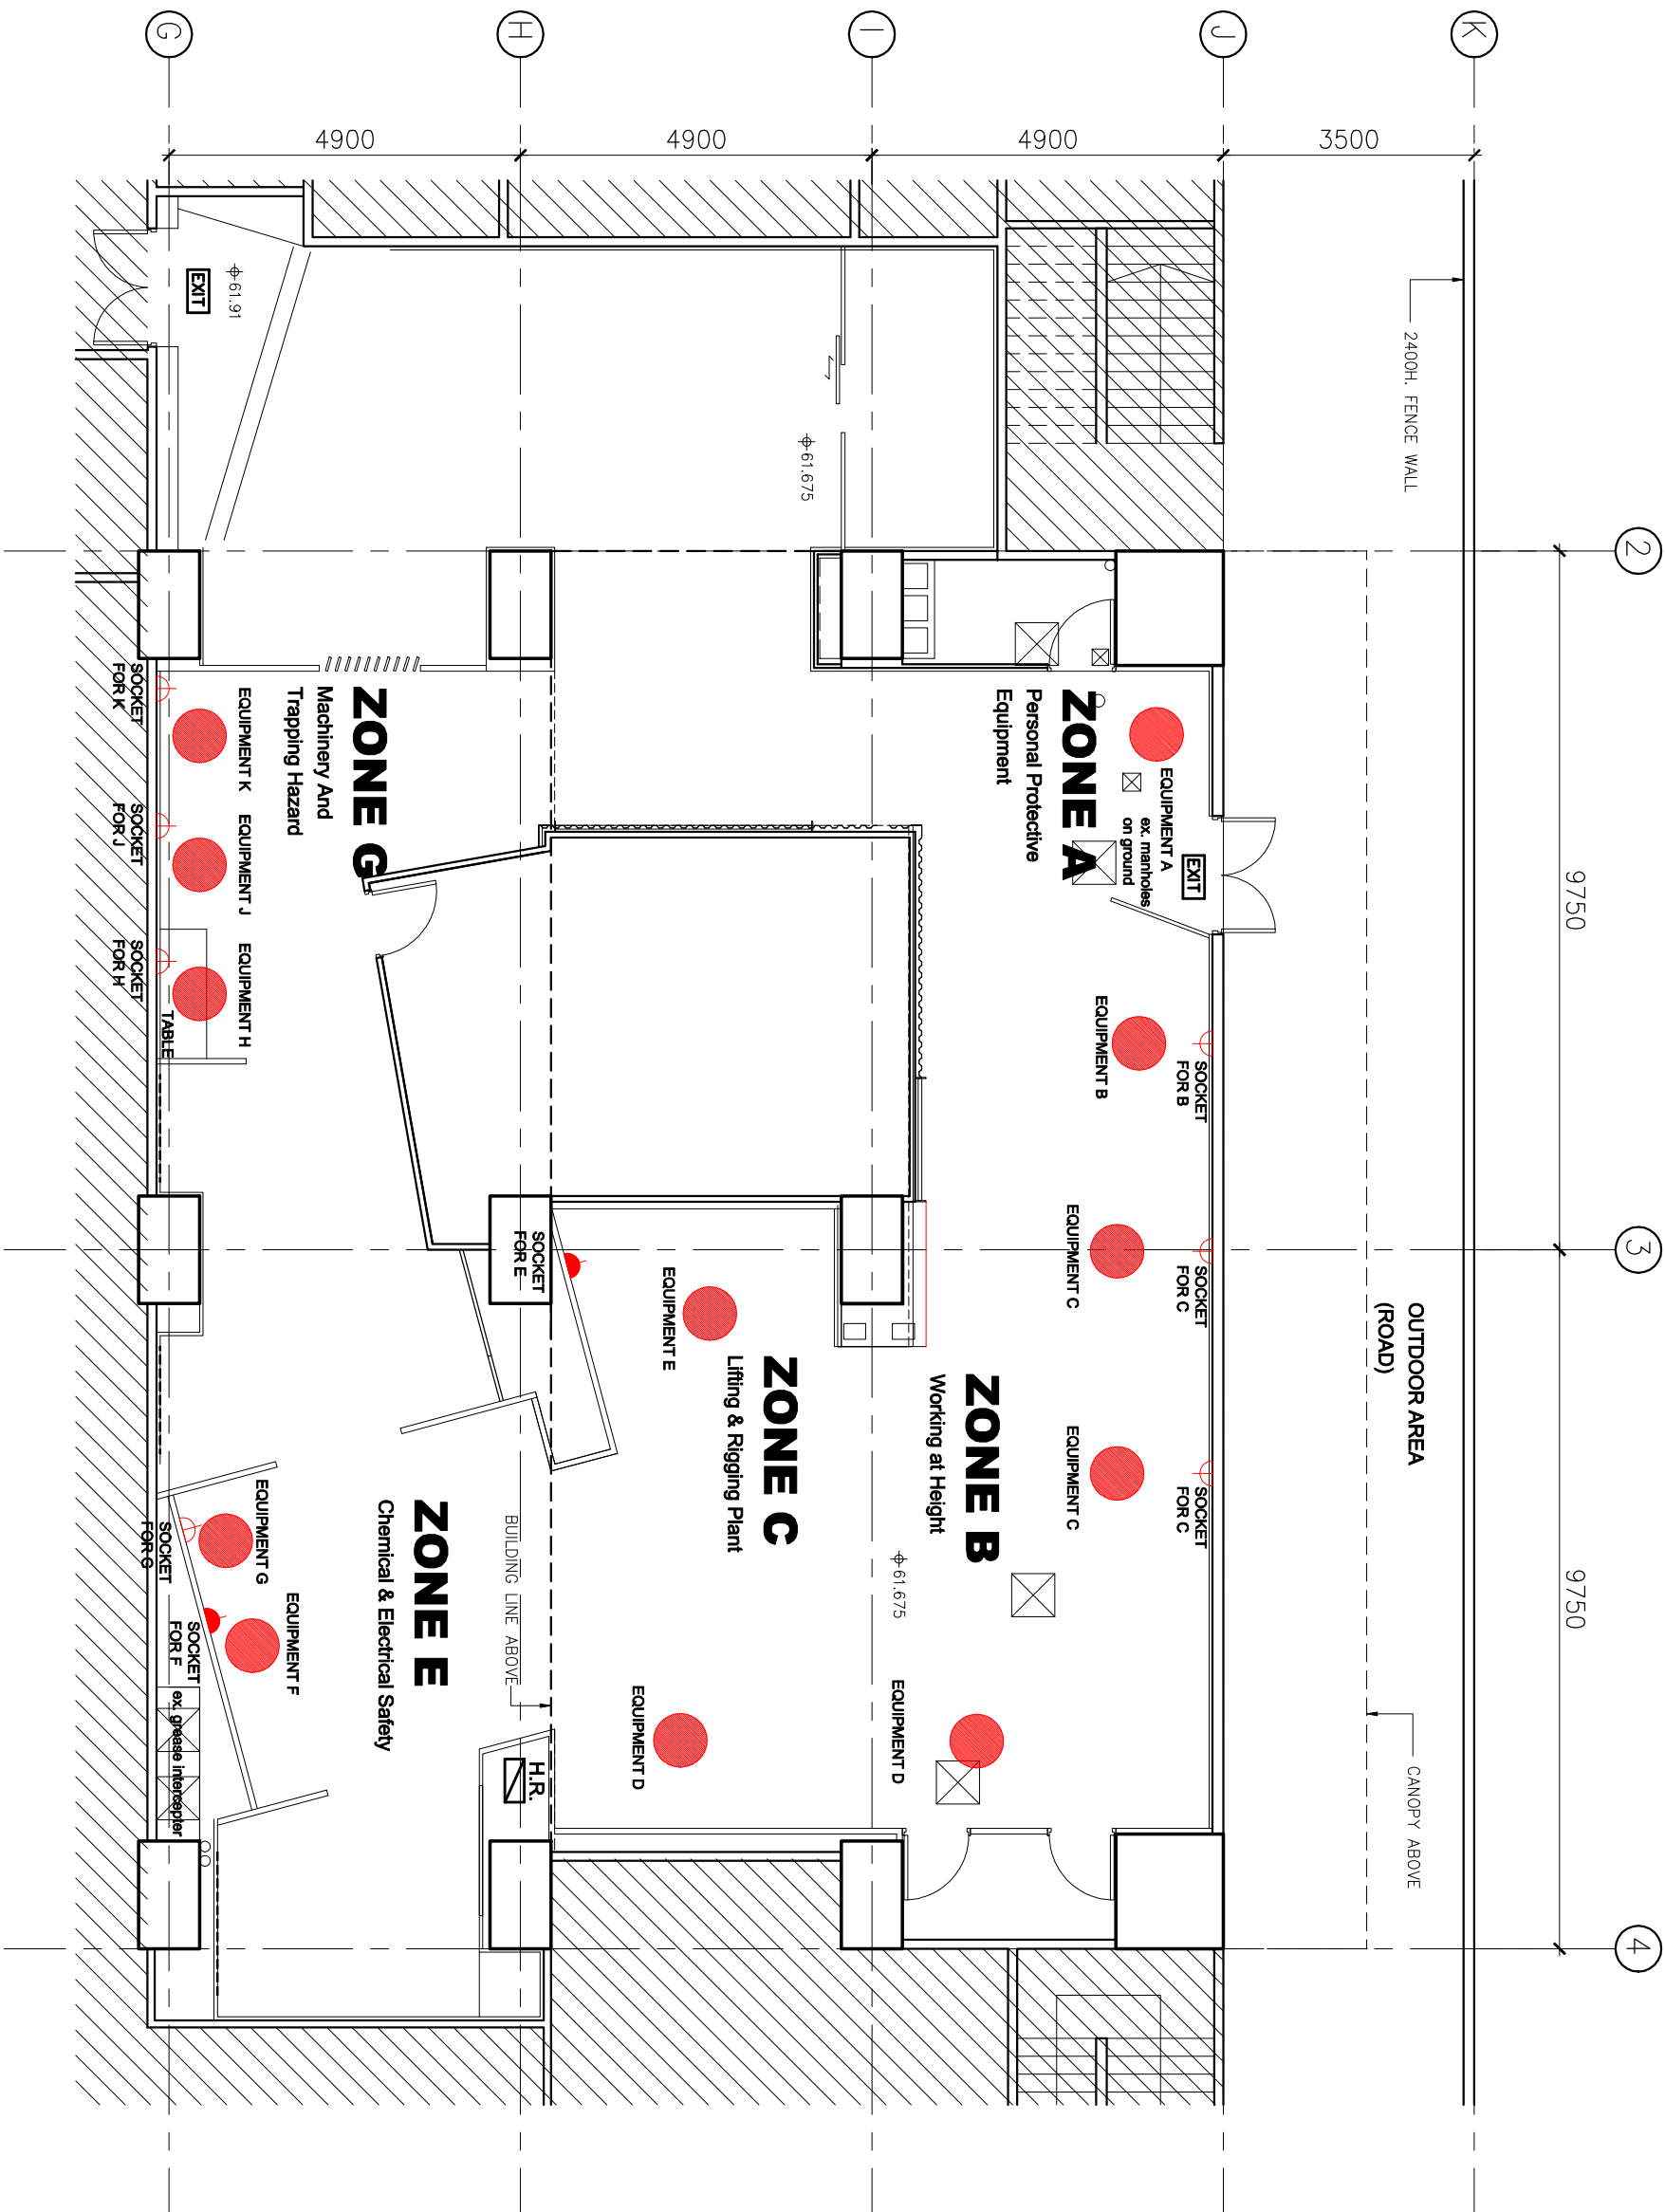 K
J
I
H
G
2
3
4
3500
4900
4900
4900
9750
9750
2400H. FENCE WALL
OUTDOOR AREA
(ROAD)
CANOPY ABOVE
61.91
EXIT
61.675
ZONE A
Personal Protective
Equipment
EQUIPMENT A
ex. manholes
on ground
EXIT
SOCKET
FOR B
EQUIPMENT B
SOCKET
FOR C
EQUIPMENT C
SOCKET
FOR C
EQUIPMENT C
ZONE B
Working at Height
61.675
EQUIPMENT D
ZONE C
Lifting & Rigging Plant
EQUIPMENT E
SOCKET
FOR E
EQUIPMENT D
BUILDING LINE ABOVE
H.R.
ZONE E
Chemical & Electrical Safety
EQUIPMENT G
SOCKET
FOR G
EQUIPMENT F
SOCKET
FOR F
ex. grease intercepter
ZONE G
Machinery And
Trapping Hazard
EQUIPMENT K
SOCKET
FOR K
EQUIPMENT J
SOCKET
FOR J
EQUIPMENT H
SOCKET
FOR H
TABLE